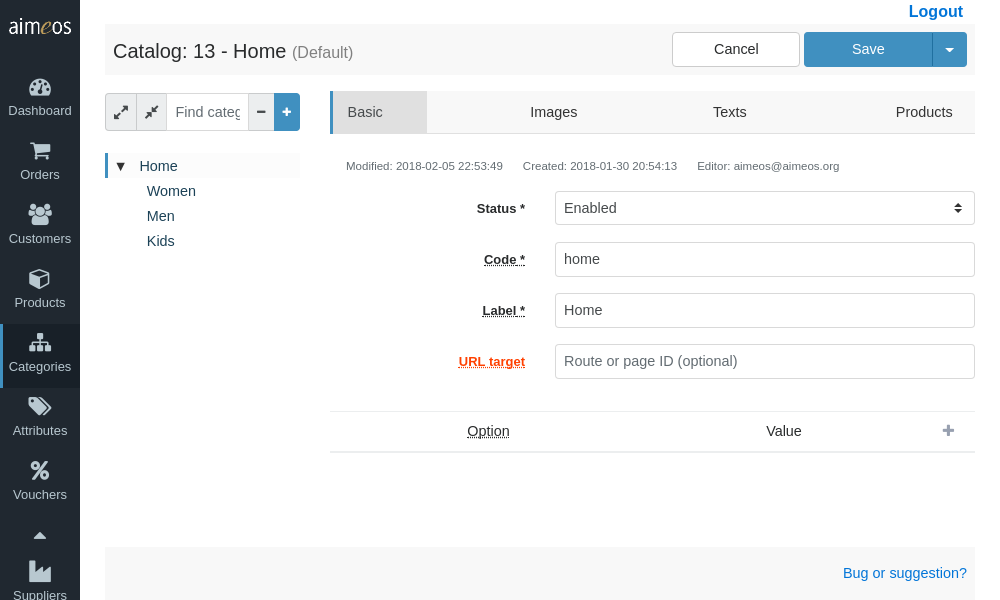 Logout
aimeos
Catalog: 13 - Home (Default)
Cancel
Save
Dashboard
Orders
Customers
Products
Categories
Attributes
Vouchers
Suppliers
Find categ
Home
Women
Men
Kids
Basic
Images
Texts
Products
Modified: 2018-02-05 22:53:49 Created: 2018-01-30 20:54:13 Editor: aimeos@aimeos.org
Status * Enabled
Code * home
Label * Home
URL target Route or page ID (optional)
Option Value
Bug or suggestion?